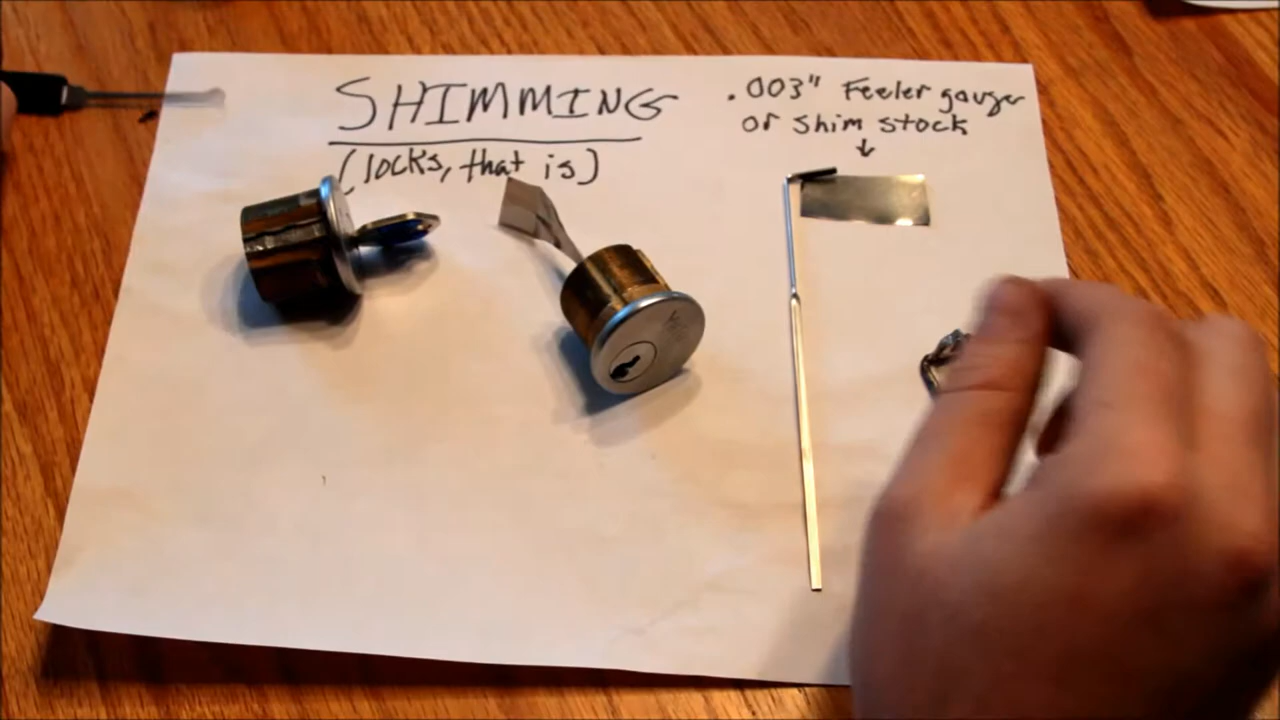 SHIMMING
(locks, that is)
.003" Feeler gauge
or shim stock